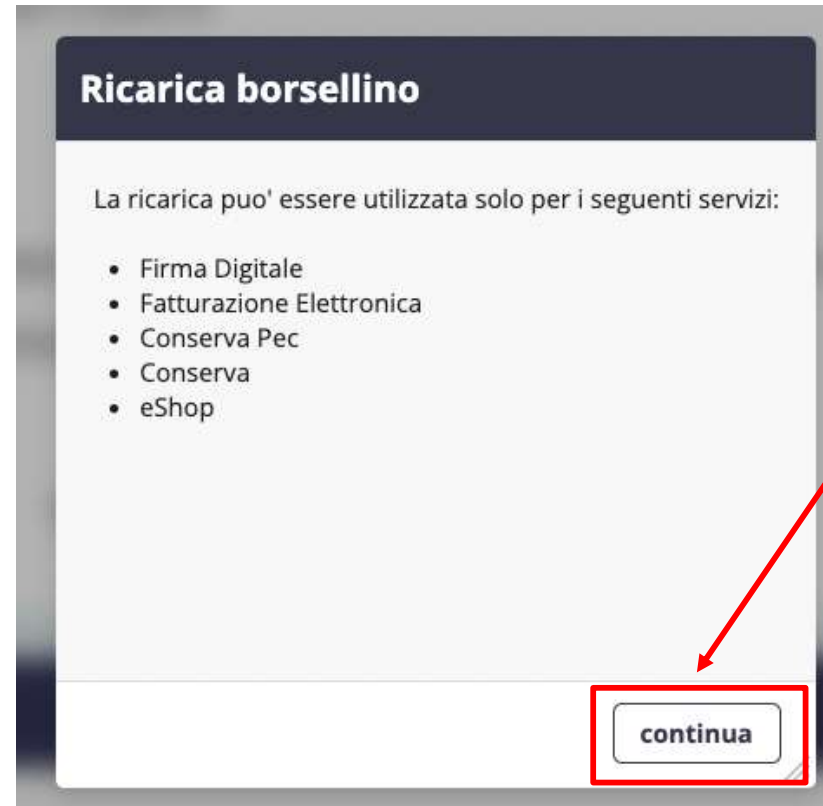 Ricarica borsellino
La ricarica puo' essere utilizzata solo per i seguenti servizi:
• Firma Digitale
• Fatturazione Elettronica
• Conserva Pec
• Conserva
• eShop
continua